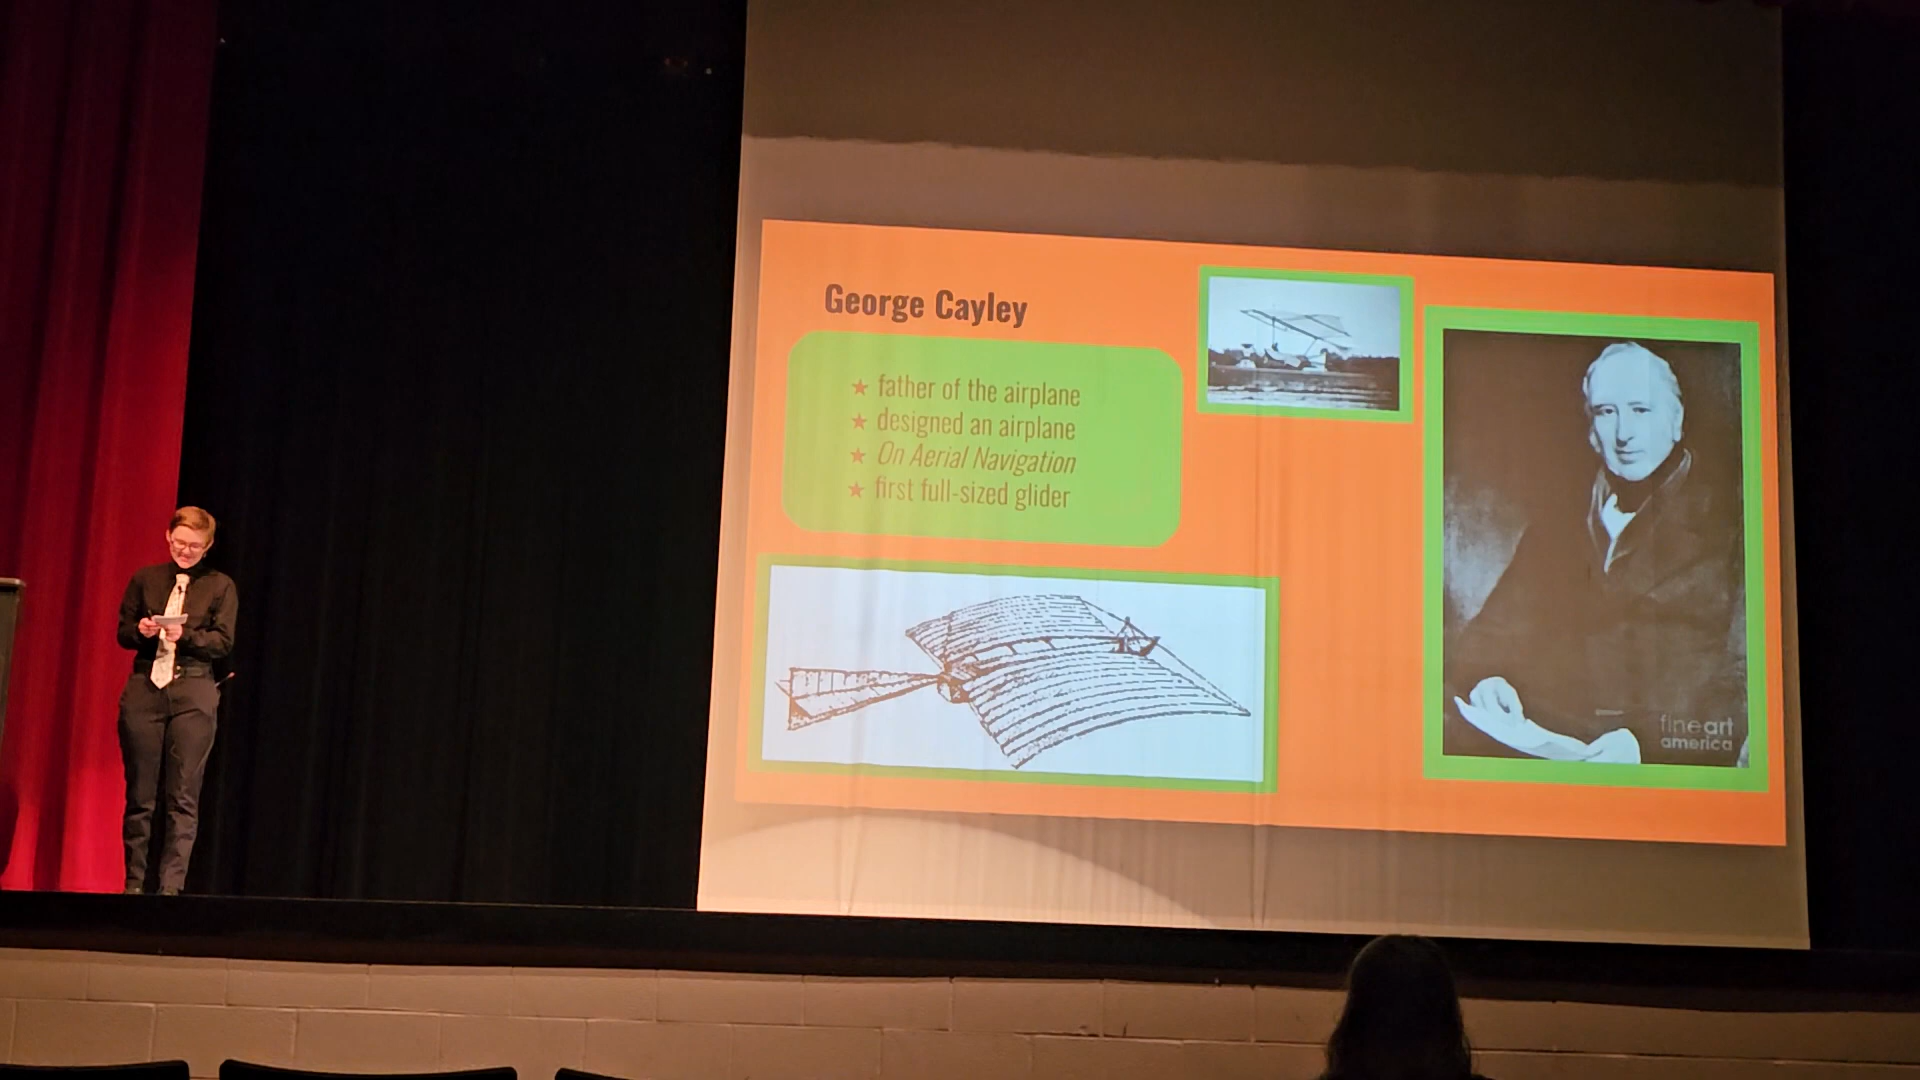 George Cayley
★ father of the airplane
★ designed an airplane
★ On Aerial Navigation
★ first full-sized glider
fineart
america